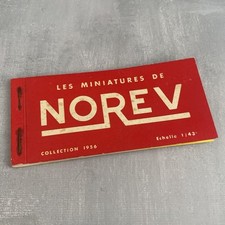 LES MINIATURES DE
NOREV
COLLECTION 1956 Echelle 1/43e